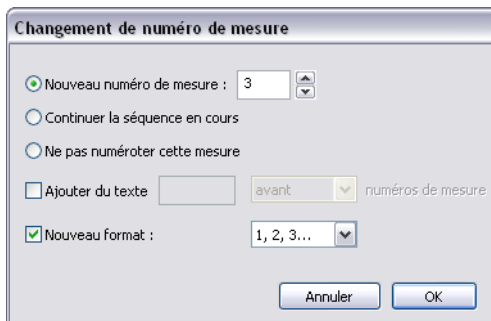 Changement de numéro de mesure
Nouveau numéro de mesure : 3
Continuer la séquence en cours
Ne pas numéroter cette mesure
Ajouter du texte avant numéros de mesure
Nouveau format : 1, 2, 3...
Annuler OK